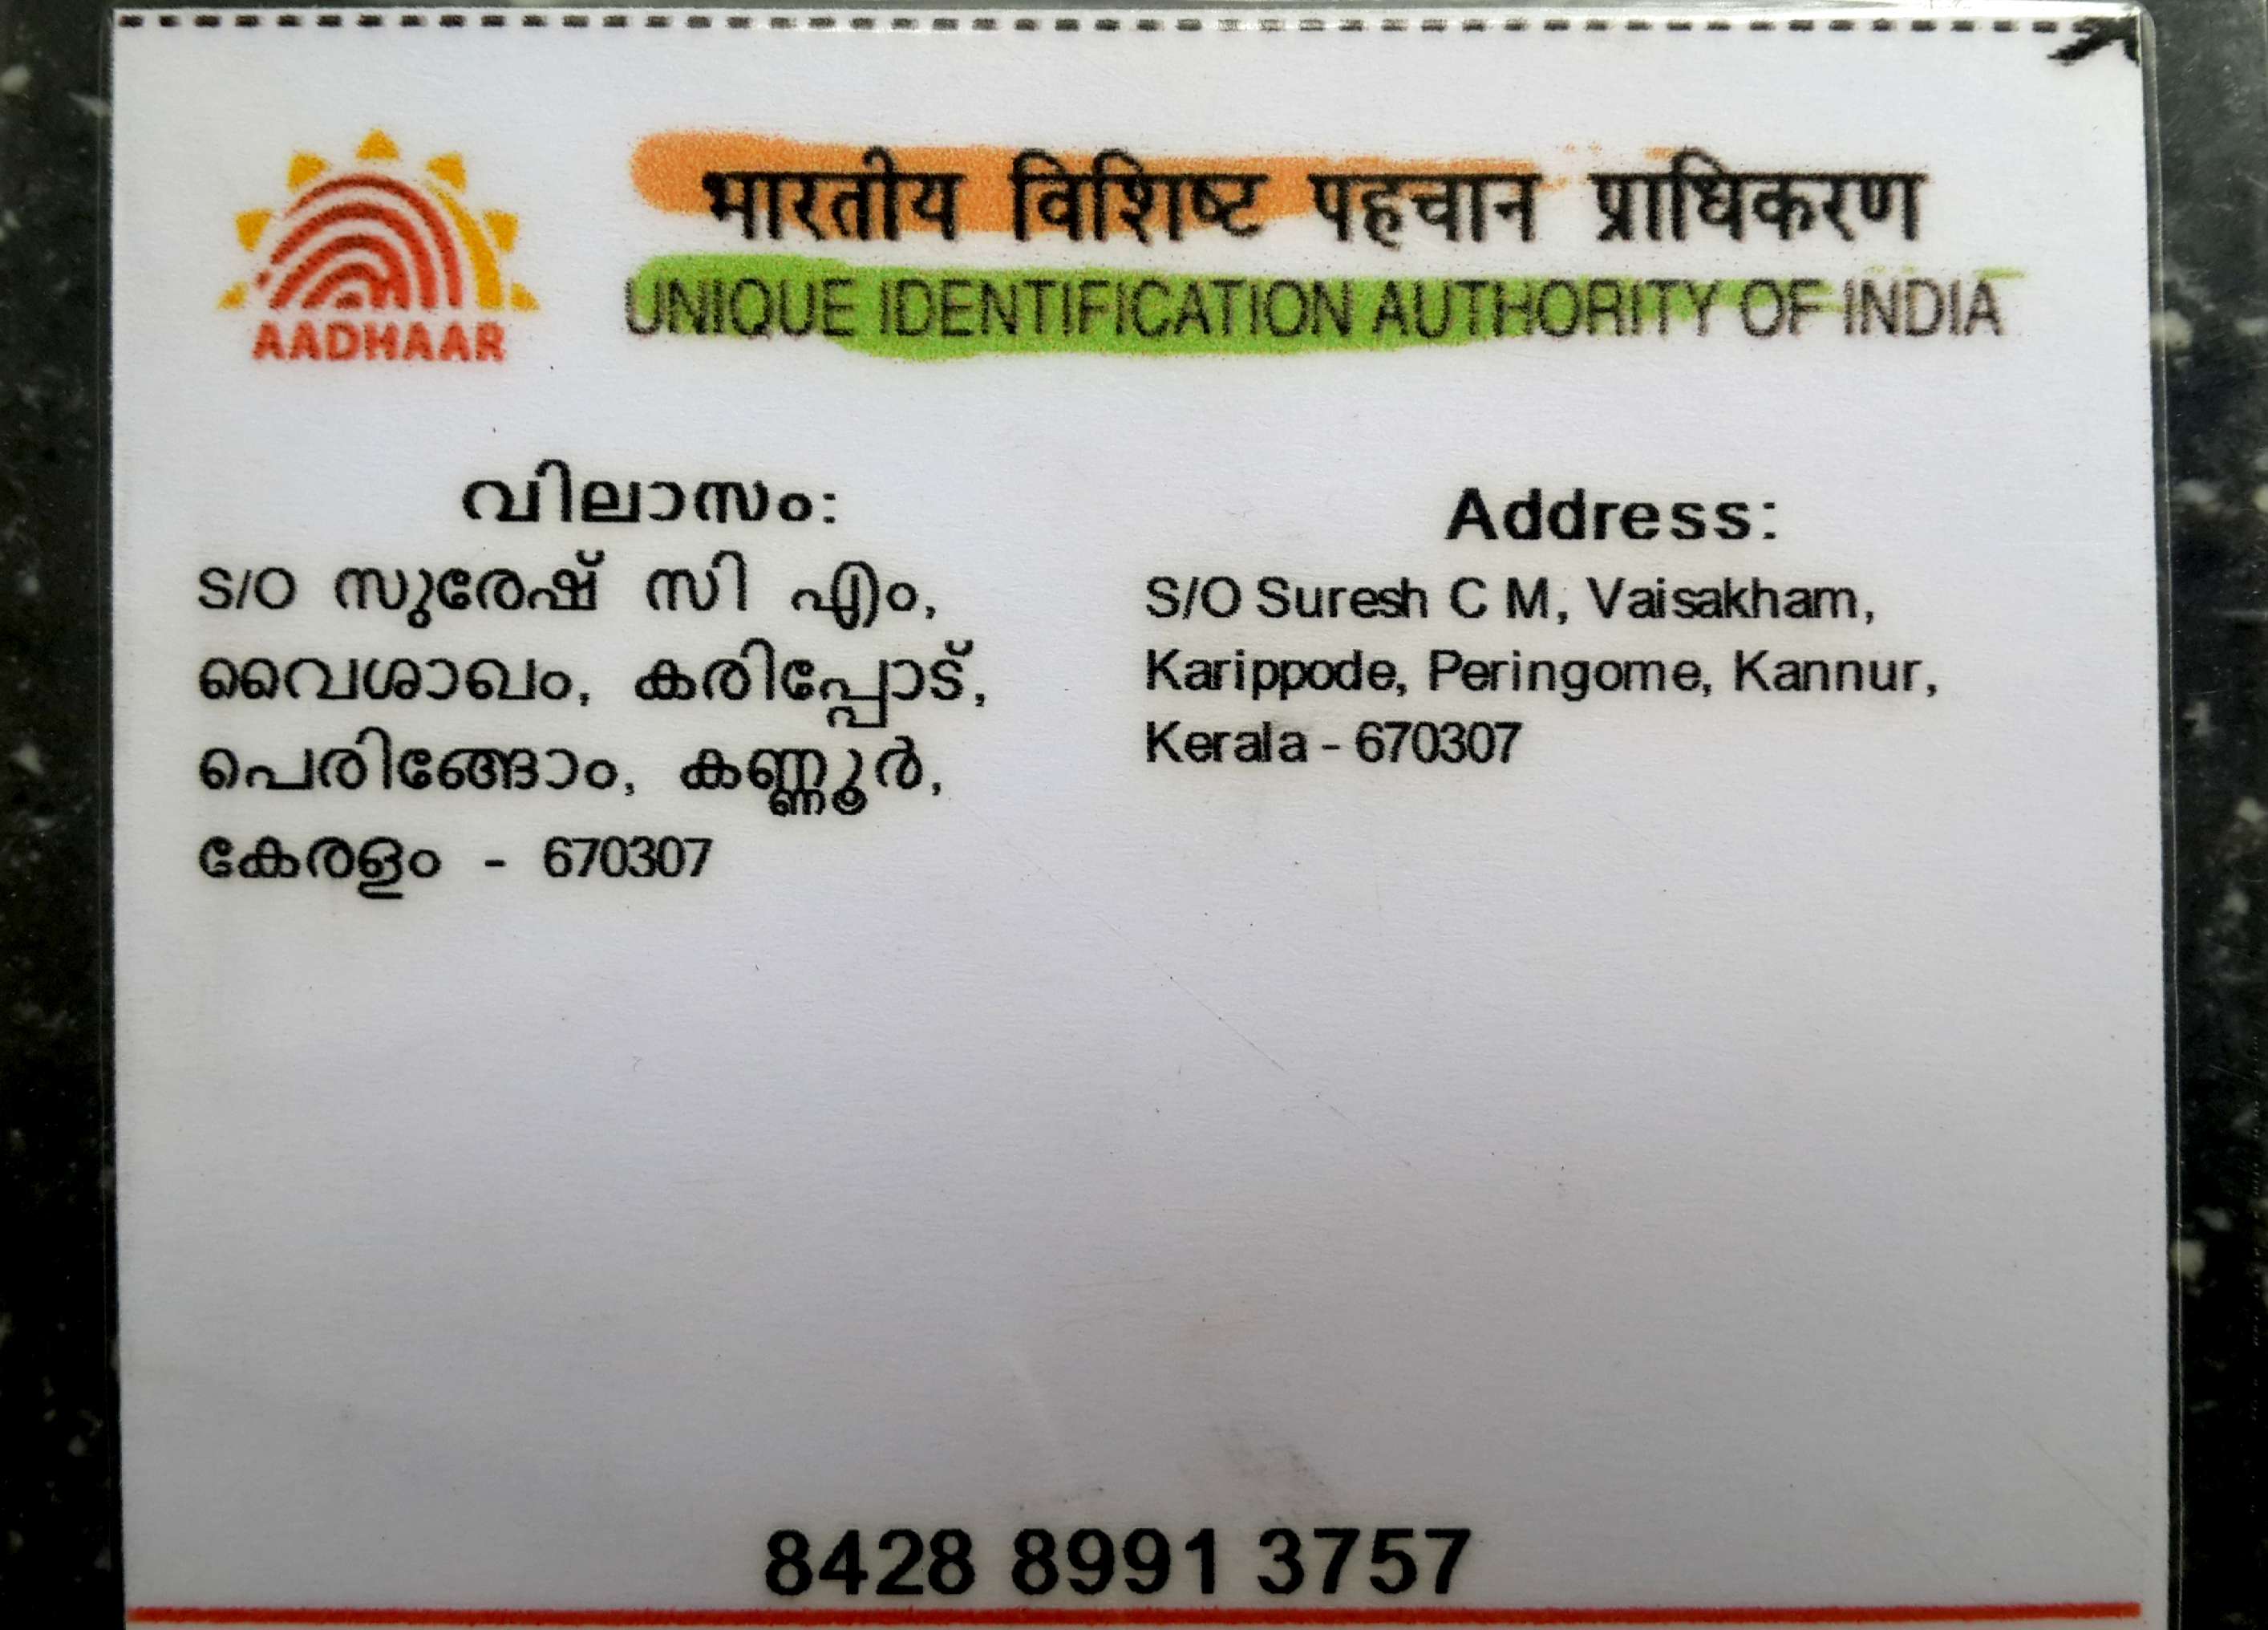 AADHAAR
भारतीय विशिष्ट पहचान प्राधिकरण
UNIQUE IDENTIFICATION AUTHORITY OF INDIA
വിലാസം:
S/O സുരേഷ് സി എം,
വൈശാഖം, കരിപ്പോട്,
പെരിങ്ങോം, കണ്ണൂർ,
കേരളം - 670307
Address:
S/O Suresh C M, Vaisakham,
Karippode, Peringome, Kannur,
Kerala - 670307
8428 8991 3757